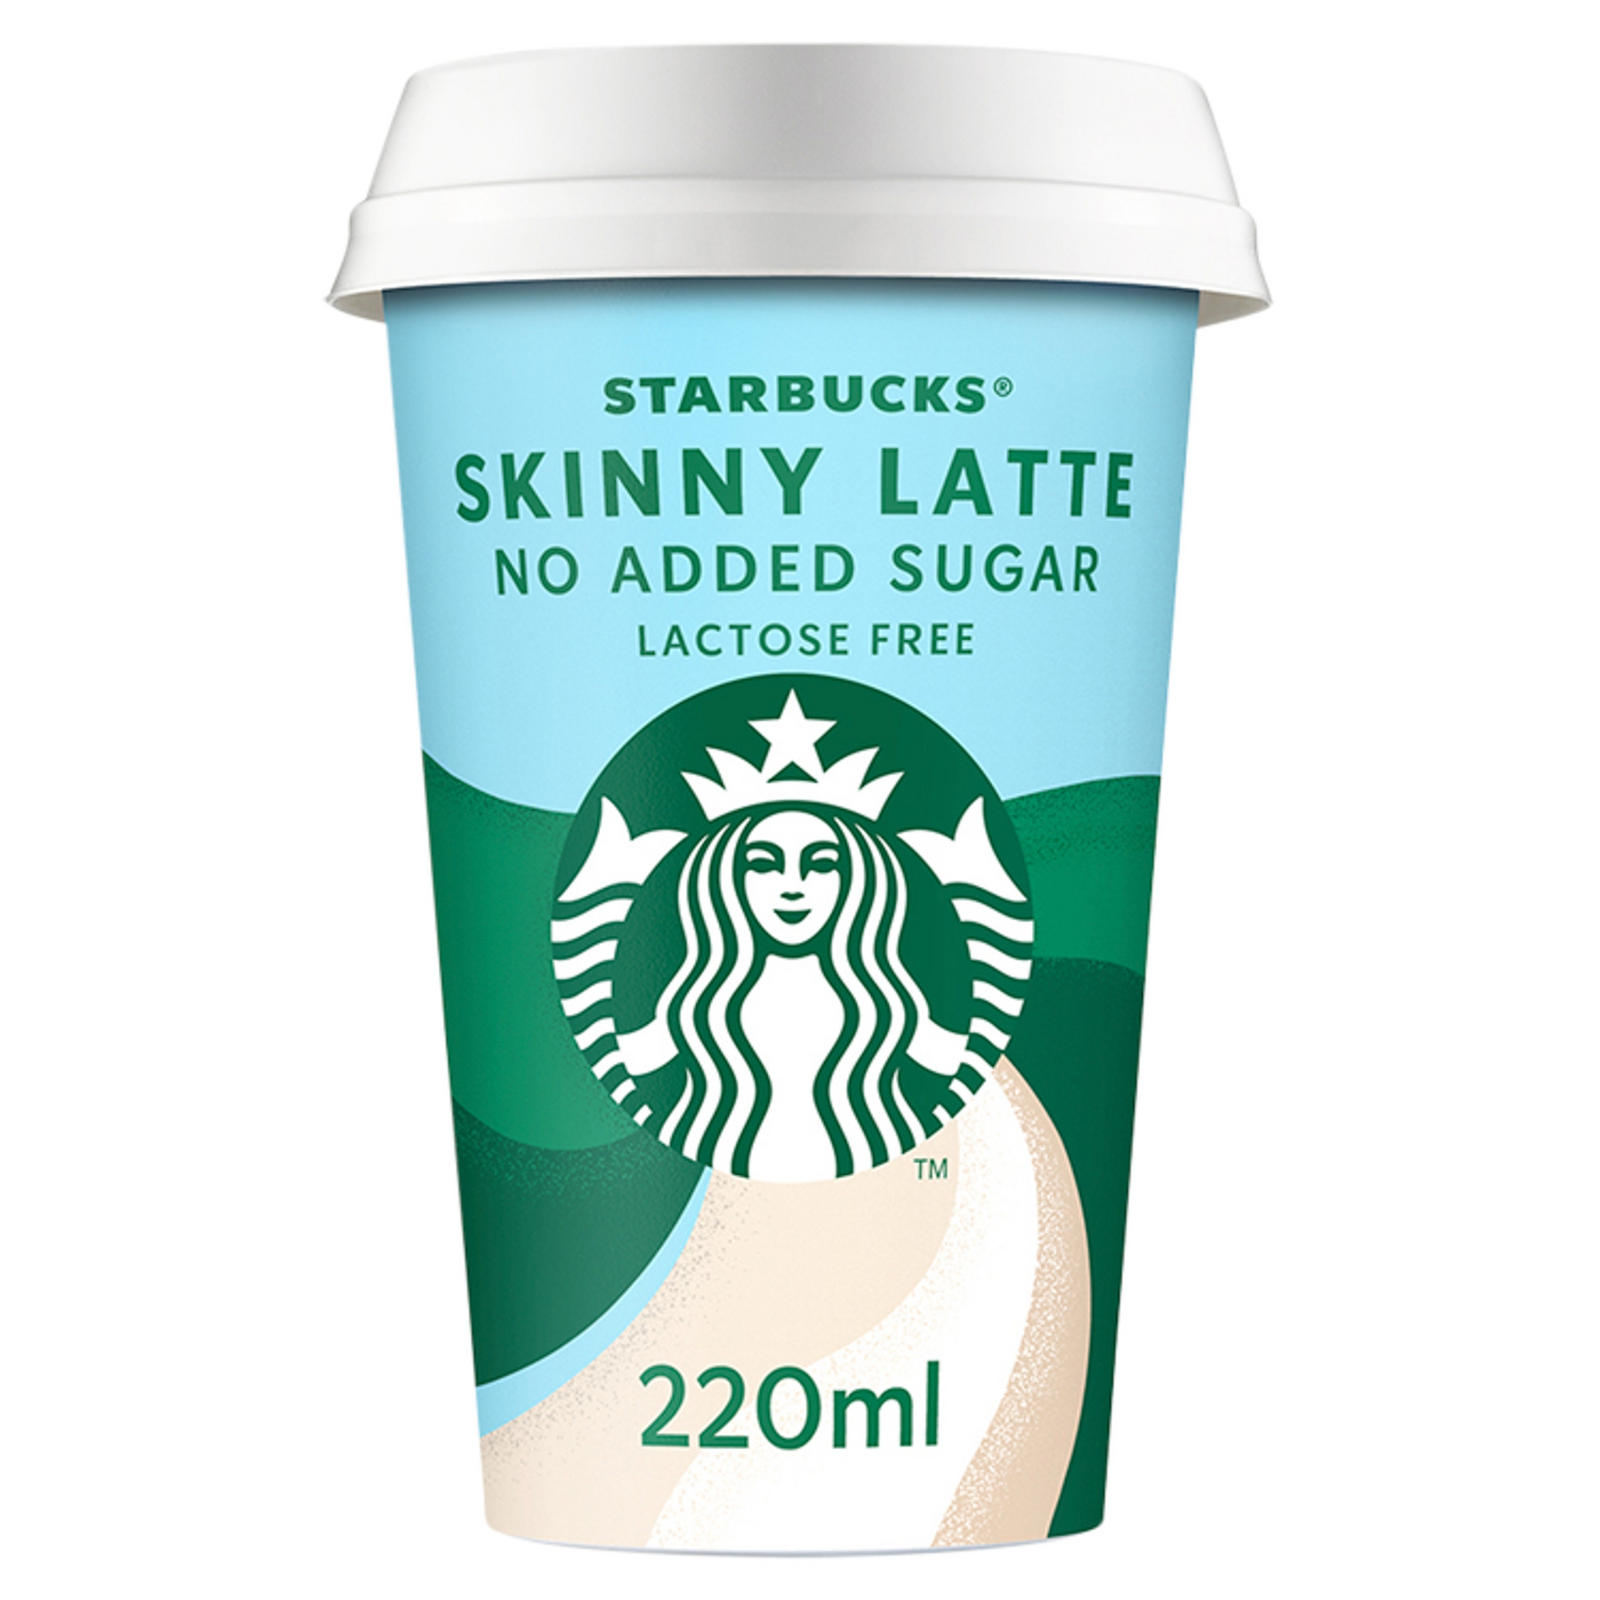 STARBUCKS®
SKINNY LATTE
NO ADDED SUGAR
LACTOSE FREE
TM
220ml